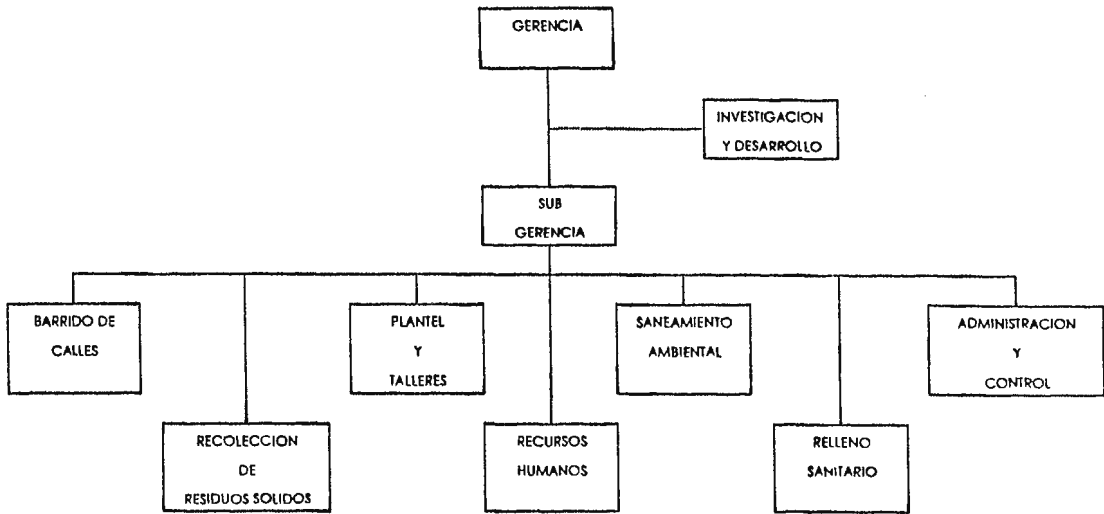 GERENCIA
INVESTIGACION
Y DESARROLLO
SUB
GERENCIA
BARRIDO DE
CALLES
PLANTEL
Y
TALLERES
SANEAMIENTO
AMBIENTAL
ADMINISTRACION
Y
CONTROL
RECOLECCION
DE
RESIDUOS SOLIDOS
RECURSOS
HUMANOS
RELLENO
SANITARIO